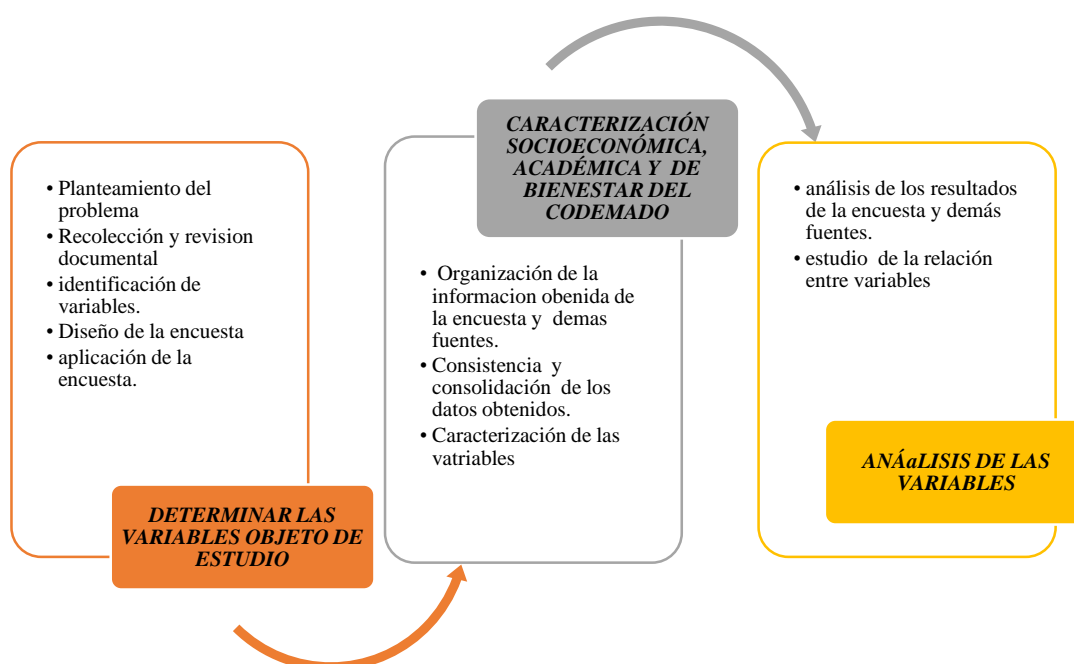 • Planteamiento del
problema
• Recolección y revision
documental
• identificación de
variables.
• Diseño de la encuesta
• aplicación de la
encuesta.
DETERMINAR LAS
VARIABLES OBJETO DE
ESTUDIO
CARACTERIZACIÓN
SOCIOECONÓMICA,
ACADÉMICA Y DE
BIENESTAR DEL
CODEMADO
• Organización de la
informacion obenida de
la encuesta y demas
fuentes.
• Consistencia y
consolidación de los
datos obtenidos.
• Caracterización de las
vatriables
• análisis de los resultados
de la encuesta y demás
fuentes.
• estudio de la relación
entre variables
ANÁaLISIS DE LAS
VARIABLES